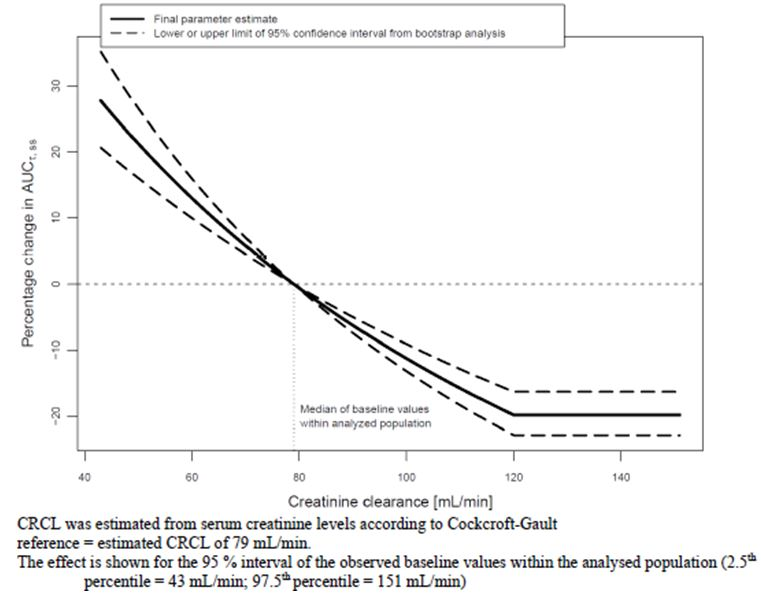 Final parameter estimate
Lower or upper limit of 95% confidence interval from bootstrap analysis
Percentage change in AUCτ, ss
30
20
10
0
−10
−20
Median of baseline values
within analyzed population
40
60
80
100
120
140
Creatinine clearance [mL/min]
CRCL was estimated from serum creatinine levels according to Cockcroft-Gault
reference = estimated CRCL of 79 mL/min.
The effect is shown for the 95 % interval of the observed baseline values within the analysed population (2.5th
percentile = 43 mL/min; 97.5th percentile = 151 mL/min)